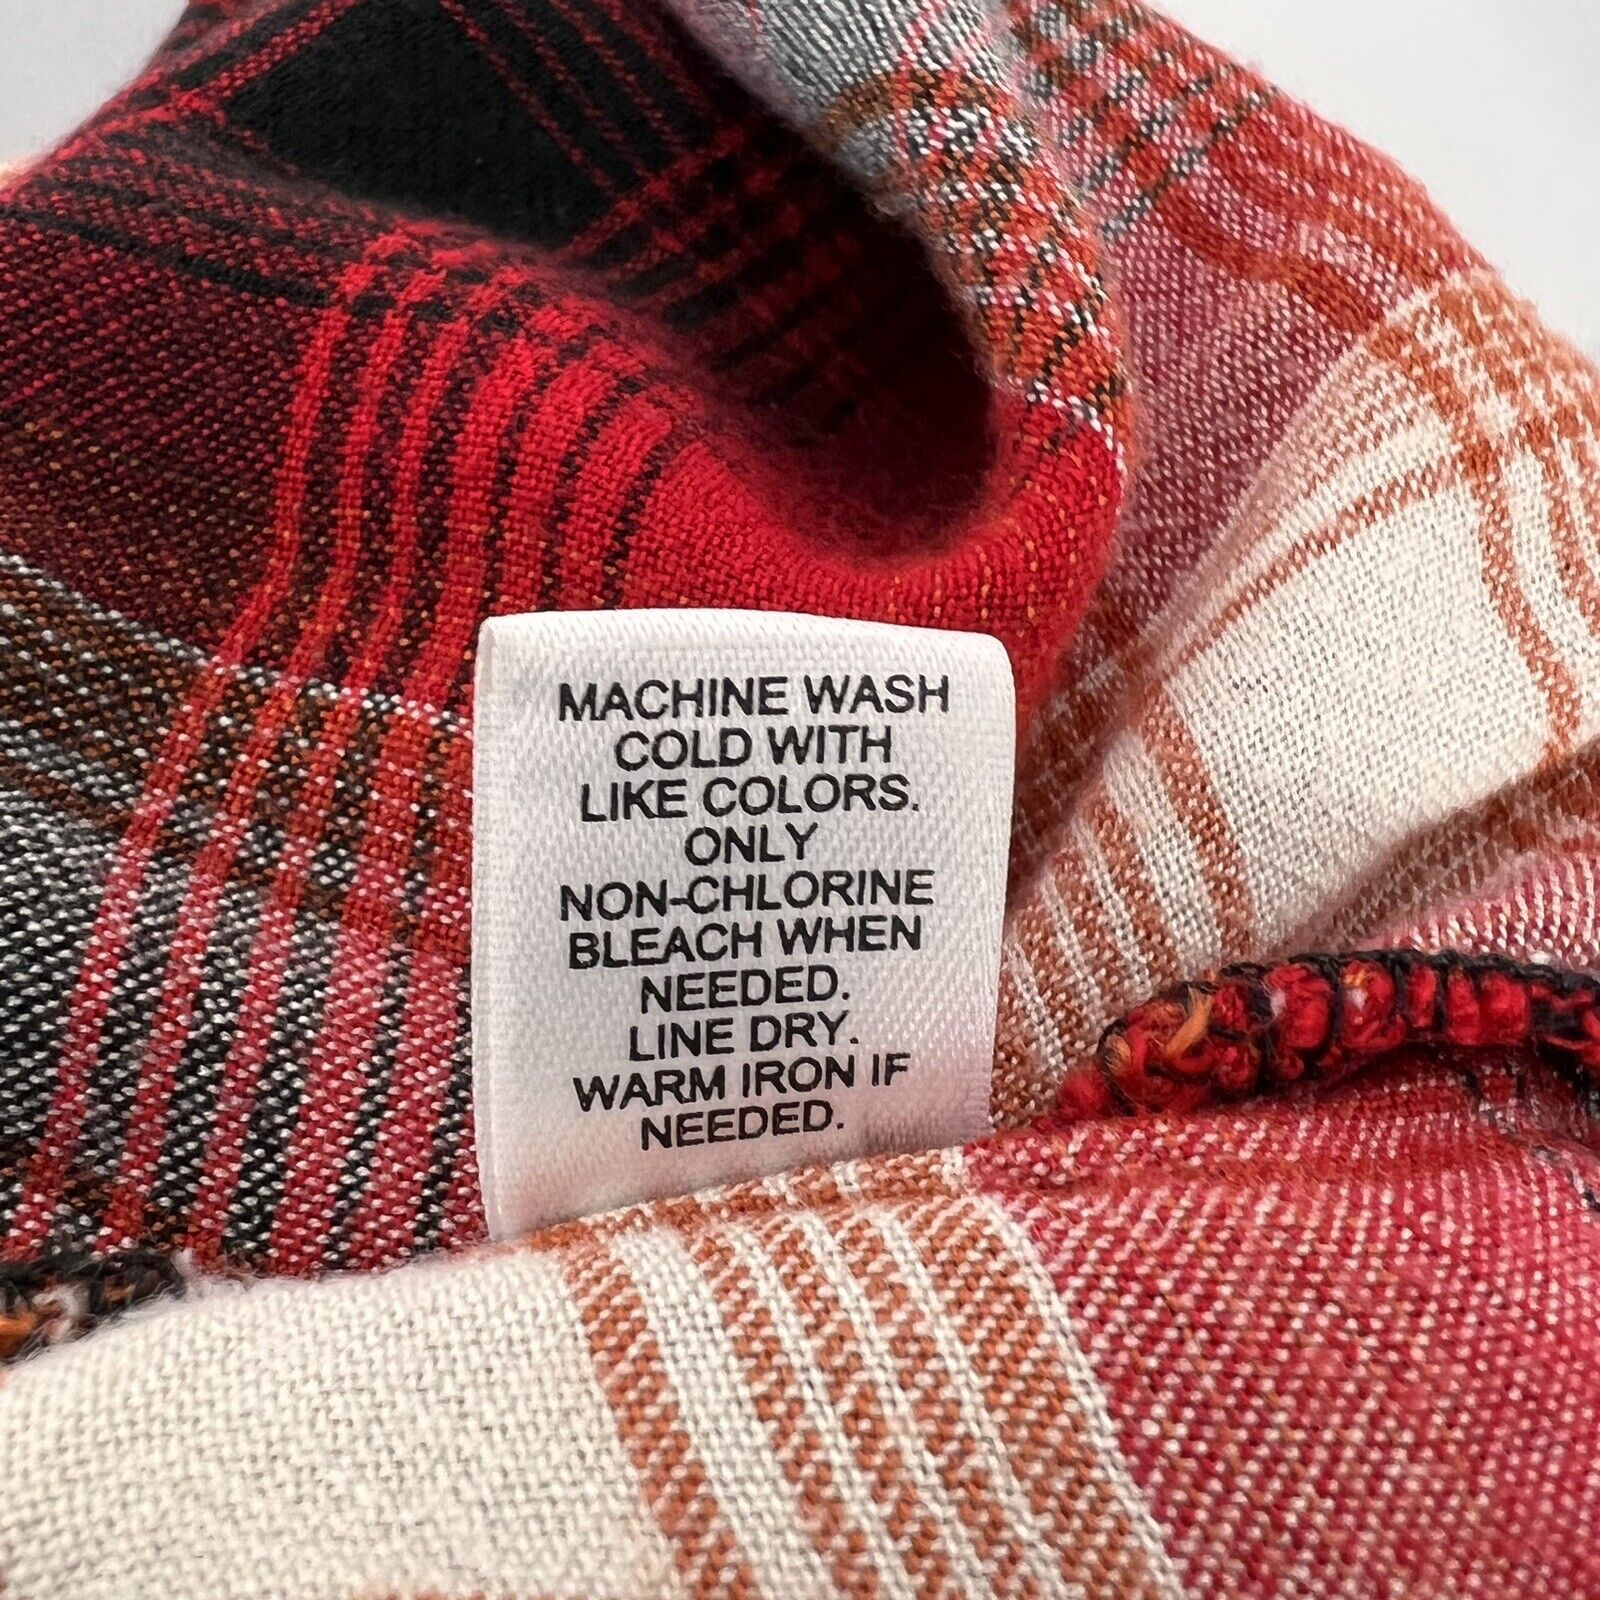 MACHINE WASH
COLD WITH
LIKE COLORS.
ONLY
NON-CHLORINE
BLEACH WHEN
NEEDED.
LINE DRY.
WARM IRON IF
NEEDED.